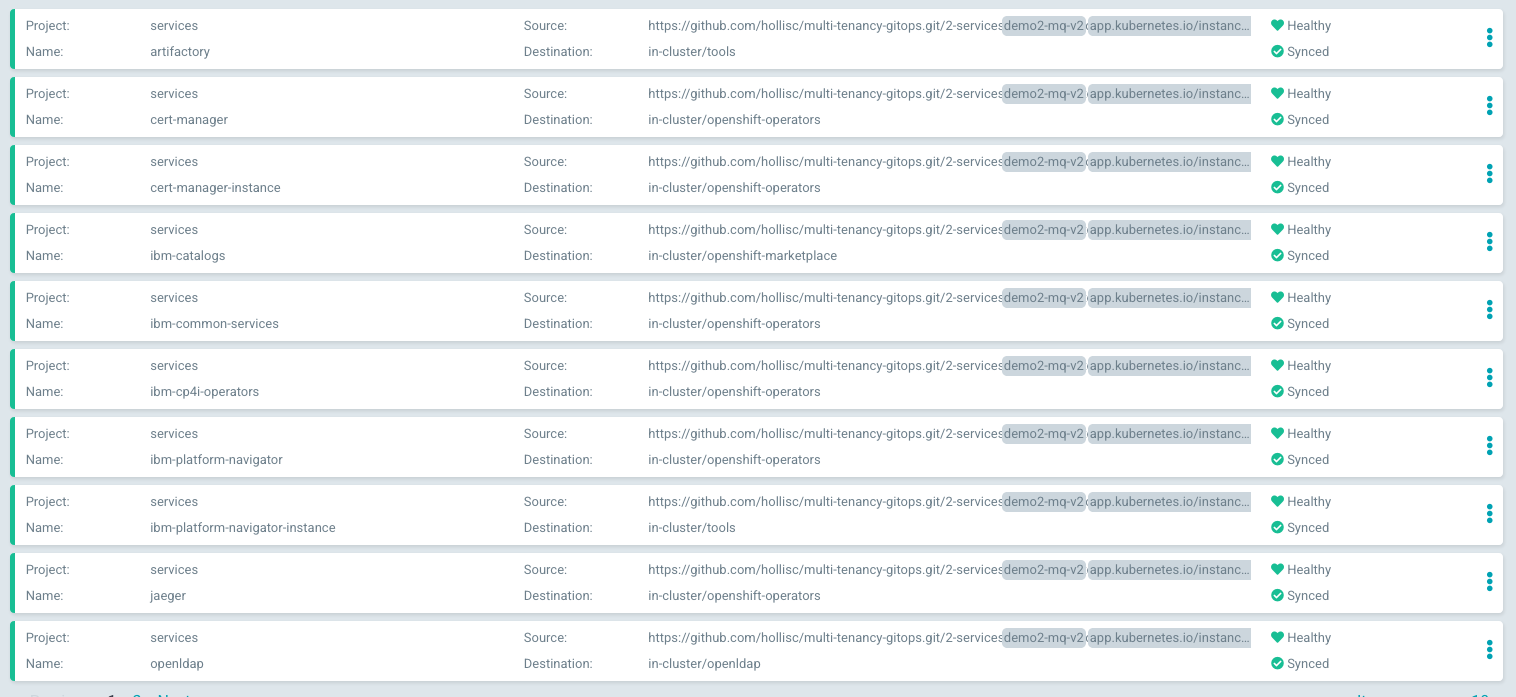 Project: services Source: https://github.com/hollisc/multi-tenancy-gitops.git/2-services demo2-mq-v2 app.kubernetes.io/instanc... Healthy
Name: artifactory Destination: in-cluster/tools Synced
Project: services Source: https://github.com/hollisc/multi-tenancy-gitops.git/2-services demo2-mq-v2 app.kubernetes.io/instanc... Healthy
Name: cert-manager Destination: in-cluster/openshift-operators Synced
Project: services Source: https://github.com/hollisc/multi-tenancy-gitops.git/2-services demo2-mq-v2 app.kubernetes.io/instanc... Healthy
Name: cert-manager-instance Destination: in-cluster/openshift-operators Synced
Project: services Source: https://github.com/hollisc/multi-tenancy-gitops.git/2-services demo2-mq-v2 app.kubernetes.io/instanc... Healthy
Name: ibm-catalogs Destination: in-cluster/openshift-marketplace Synced
Project: services Source: https://github.com/hollisc/multi-tenancy-gitops.git/2-services demo2-mq-v2 app.kubernetes.io/instanc... Healthy
Name: ibm-common-services Destination: in-cluster/openshift-operators Synced
Project: services Source: https://github.com/hollisc/multi-tenancy-gitops.git/2-services demo2-mq-v2 app.kubernetes.io/instanc... Healthy
Name: ibm-cp4i-operators Destination: in-cluster/openshift-operators Synced
Project: services Source: https://github.com/hollisc/multi-tenancy-gitops.git/2-services demo2-mq-v2 app.kubernetes.io/instanc... Healthy
Name: ibm-platform-navigator Destination: in-cluster/openshift-operators Synced
Project: services Source: https://github.com/hollisc/multi-tenancy-gitops.git/2-services demo2-mq-v2 app.kubernetes.io/instanc... Healthy
Name: ibm-platform-navigator-instance Destination: in-cluster/tools Synced
Project: services Source: https://github.com/hollisc/multi-tenancy-gitops.git/2-services demo2-mq-v2 app.kubernetes.io/instanc... Healthy
Name: jaeger Destination: in-cluster/openshift-operators Synced
Project: services Source: https://github.com/hollisc/multi-tenancy-gitops.git/2-services demo2-mq-v2 app.kubernetes.io/instanc... Healthy
Name: openldap Destination: in-cluster/openldap Synced